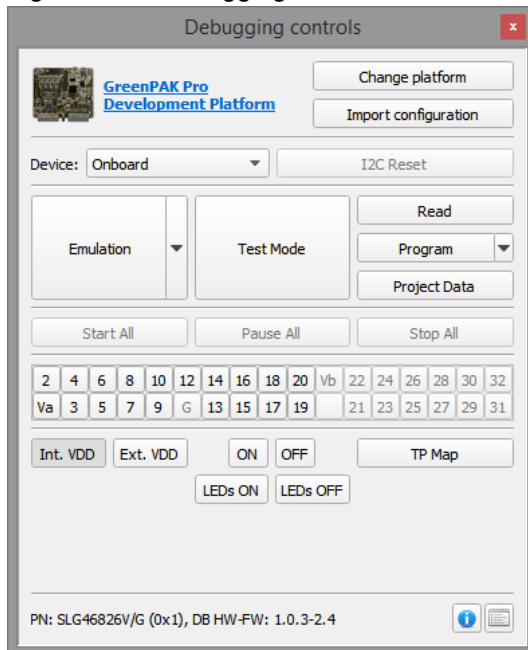 Debugging controls
x
GreenPAK Pro
Development Platform
Change platform
Import configuration
Device: Onboard I2C Reset
Emulation Test Mode
Read
Program
Project Data
Start All Pause All Stop All
2 4 6 8 10 12 14 16 18 20 Vb 22 24 26 28 30 32
Va 3 5 7 9 G 13 15 17 19 21 23 25 27 29 31
Int. VDD Ext. VDD ON OFF TP Map
LEDs ON LEDs OFF
PN: SLG46826V/G (0x1), DB HW-FW: 1.0.3-2.4